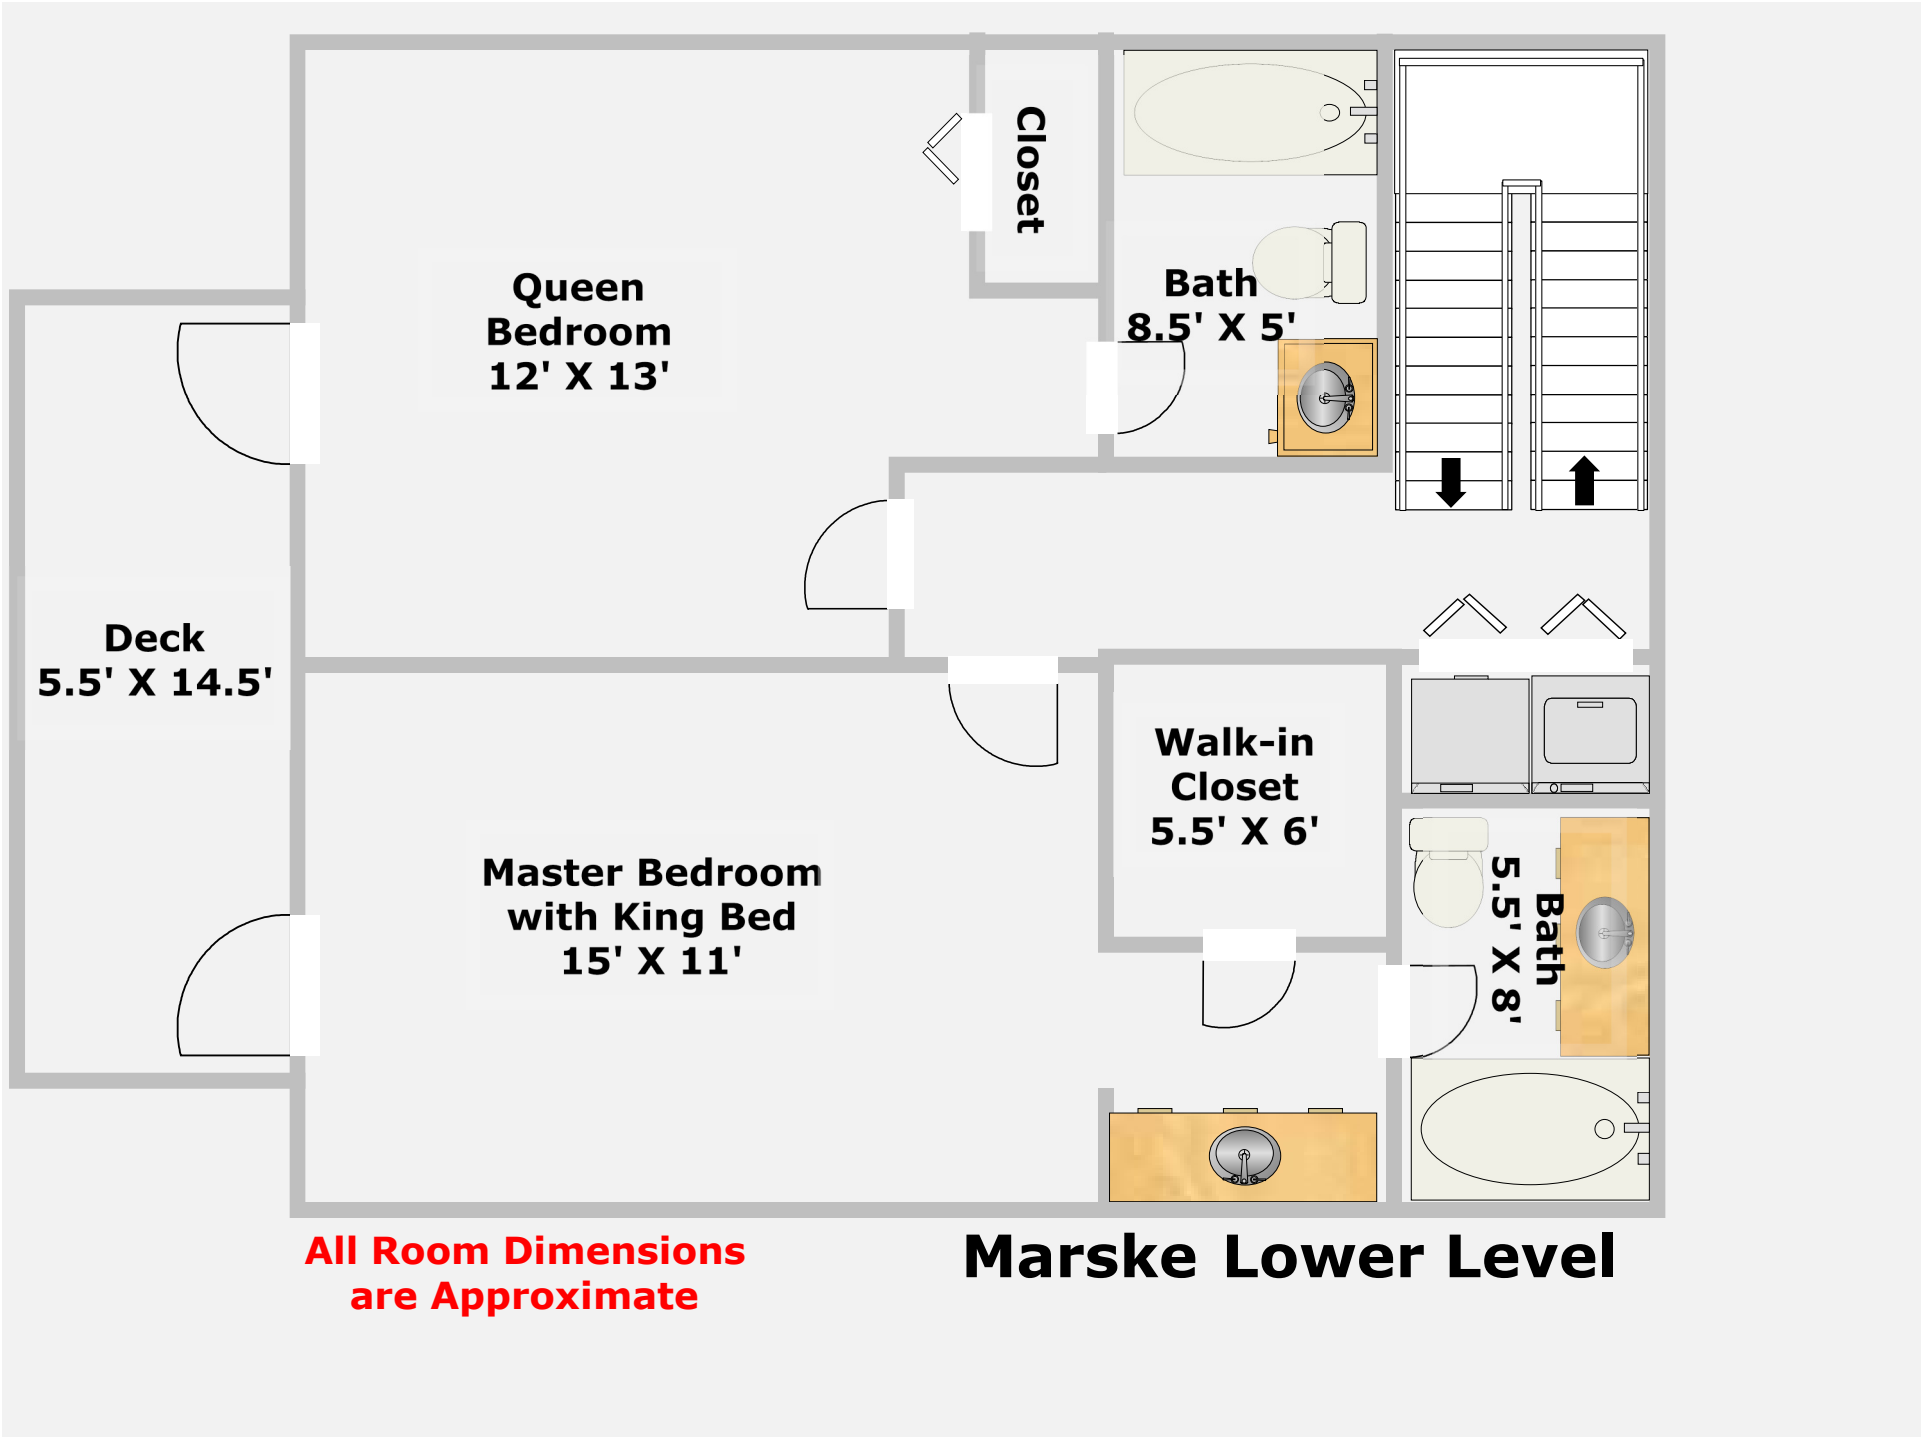 Closet
Queen
Bedroom
12' X 13'
Bath
8.5' X 5'
Deck
5.5' X 14.5'
Walk-in
Closet
5.5' X 6'
Master Bedroom
with King Bed
15' X 11'
Bath
5.5' X 8'
All Room Dimensions
are Approximate
Marske Lower Level